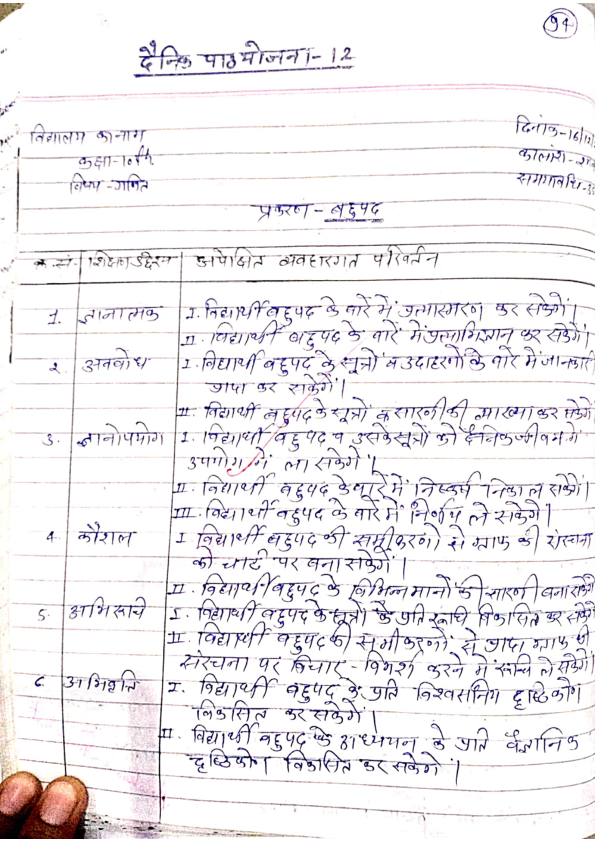 94
दैनिक पाठयोजना-12
विद्यालय का नाम
दिनांक-16/
कक्षा-10th
कालांश-
विषय-गणित
समयावधि-3
प्रकरण-बहुपद
क्र.सं. शिक्षण उद्देश्य अपेक्षित व्यवहारगत परिवर्तन
1. ज्ञानात्मक I. विद्यार्थी बहुपद के बारे में प्रत्यास्मरण कर सकेंगे।
II. विद्यार्थी बहुपद के बारे में प्रत्याभिज्ञान कर सकेंगे।
2. अवबोध I. विद्यार्थी बहुपद के सूत्रों व उदाहरणों के बारे में जानकारी
प्राप्त कर सकेंगे।
II. विद्यार्थी बहुपद के सूत्रों क सारणी की व्याख्या कर सकेंगे
3. ज्ञानोपयोग I. विद्यार्थी बहुपद व उसके सूत्रों को दैनिक जीवन में
उपयोग में ला सकेंगे।
II. विद्यार्थी बहुपद के बारे में निष्कर्ष निकाल सकेंगे।
III. विद्यार्थी बहुपद के बारे में निर्णय ले सकेंगे।
4. कौशल I विद्यार्थी बहुपद की समीकरणों से ग्राफ की संरचना
को चार्ट पर बना सकेंगे।
II. विद्यार्थी बहुपद के विभिन्न मानों की सारणी बना सकेंगे
5. अभिरूचि I. विद्यार्थी बहुपद के सूत्रों के प्रति रूचि विकसित कर सकेंगे
II. विद्यार्थी बहुपद की समीकरणों से प्राप्त ग्राफ की
संरचना पर विचार-विमर्श करने में रूचि ले सकेंगे।
6. अभिवृत्ति I. विद्यार्थी बहुपद के प्रति विश्वसनिय दृष्टिकोण
विकसित कर सकेंगे।
II. विद्यार्थी बहुपद के अध्ययन के प्रति वैज्ञानिक
दृष्टिकोण विकसित कर सकेंगे।